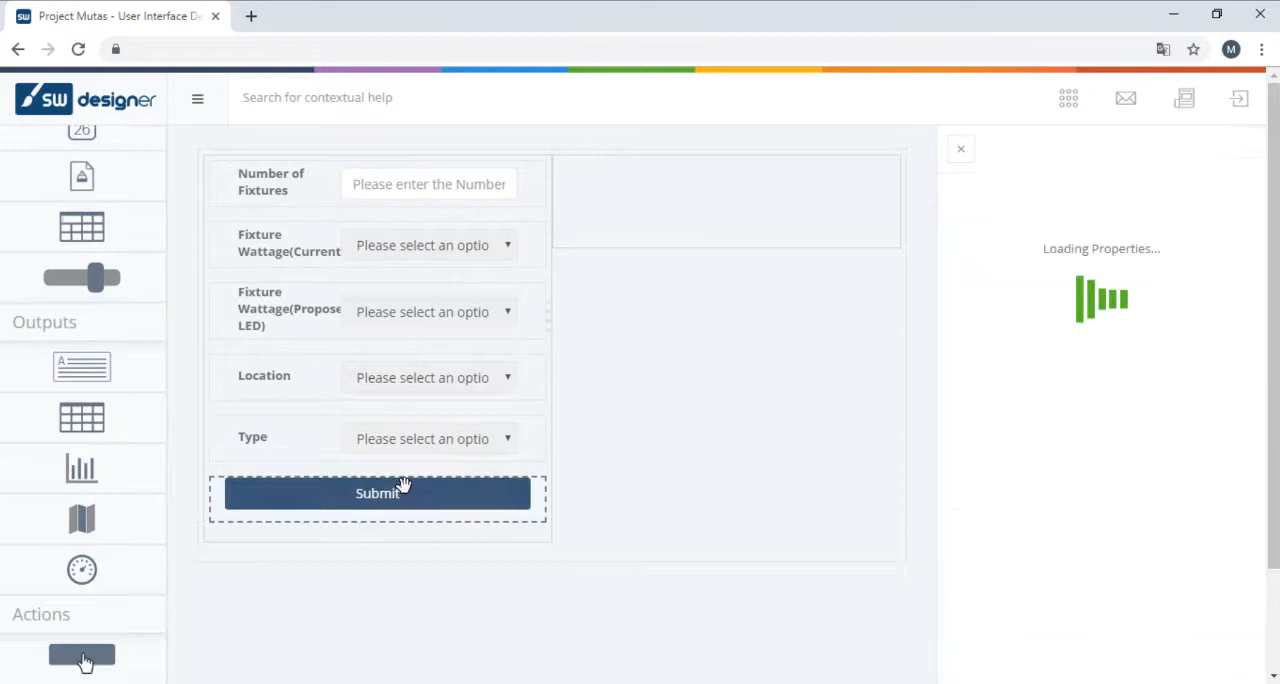 Project Mutas - User Interface De
M
sw designer
Search for contextual help
26
Outputs
A
Actions
Number of
Fixtures
Please enter the Number
Fixture
Wattage(Current
Please select an optio
Fixture
Wattage(Propose
LED)
Please select an optio
Location
Please select an optio
Type
Please select an optio
Submit
Loading Properties...